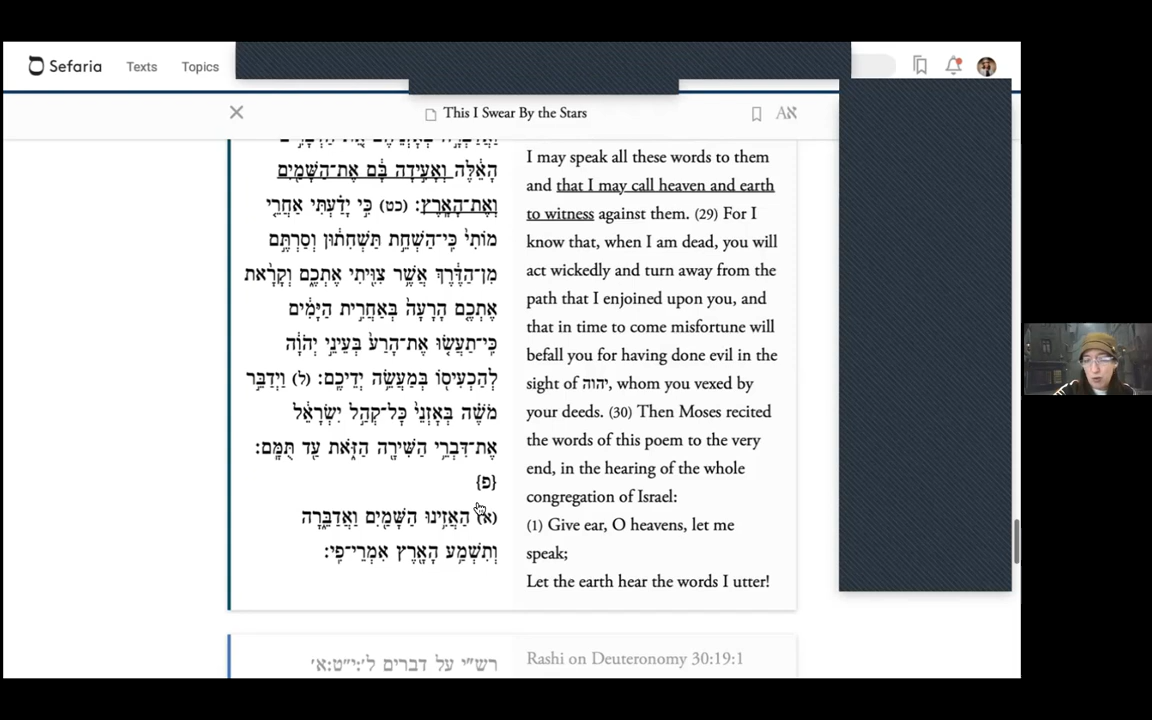 Sefaria Texts Topics
This I Swear By the Stars
הָאֵ֔לֶּה וְאָעִ֣ידָה בָּ֔ם אֶת־הַשָּׁמַ֖יִם
וְאֶת־הָאָֽרֶץ׃ (כט) כִּ֣י יָדַ֗עְתִּי אַחֲרֵ֤י
מוֹתִי֙ כִּֽי־הַשְׁחֵ֣ת תַּשְׁחִת֔וּן וְסַרְתֶּ֣ם
מִן־הַדֶּ֔רֶךְ אֲשֶׁ֥ר צִוִּ֖יתִי אֶתְכֶ֑ם וְקָרָ֨את
אֶתְכֶ֤ם הָרָעָה֙ בְּאַחֲרִ֣ית הַיָּמִ֔ים
כִּֽי־תַעֲשׂ֤וּ אֶת־הָרַע֙ בְּעֵינֵ֣י יְהֹוָ֔ה
לְהַכְעִיס֖וֹ בְּמַעֲשֵׂ֥ה יְדֵיכֶֽם׃ (ל) וַיְדַבֵּ֣ר
מֹשֶׁ֗ה בְּאׇזְנֵי֙ כׇּל־קְהַ֣ל יִשְׂרָאֵ֔ל
אֶת־דִּבְרֵ֥י הַשִּׁירָ֖ה הַזֹּ֑את עַ֖ד תֻּמָּֽם׃
{פ}
(א) הַאֲזִ֥ינוּ הַשָּׁמַ֖יִם וַאֲדַבֵּ֑רָה
וְתִשְׁמַ֥ע הָאָ֖רֶץ אִמְרֵי־פִֽי׃
I may speak all these words to them
and that I may call heaven and earth
to witness against them. (29) For I
know that, when I am dead, you will
act wickedly and turn away from the
path that I enjoined upon you, and
that in time to come misfortune will
befall you for having done evil in the
sight of יהוה, whom you vexed by
your deeds. (30) Then Moses recited
the words of this poem to the very
end, in the hearing of the whole
congregation of Israel:
(1) Give ear, O heavens, let me
speak;
Let the earth hear the words I utter!
רש״י על דברים ל׳:י״ט:א׳
Rashi on Deuteronomy 30:19:1